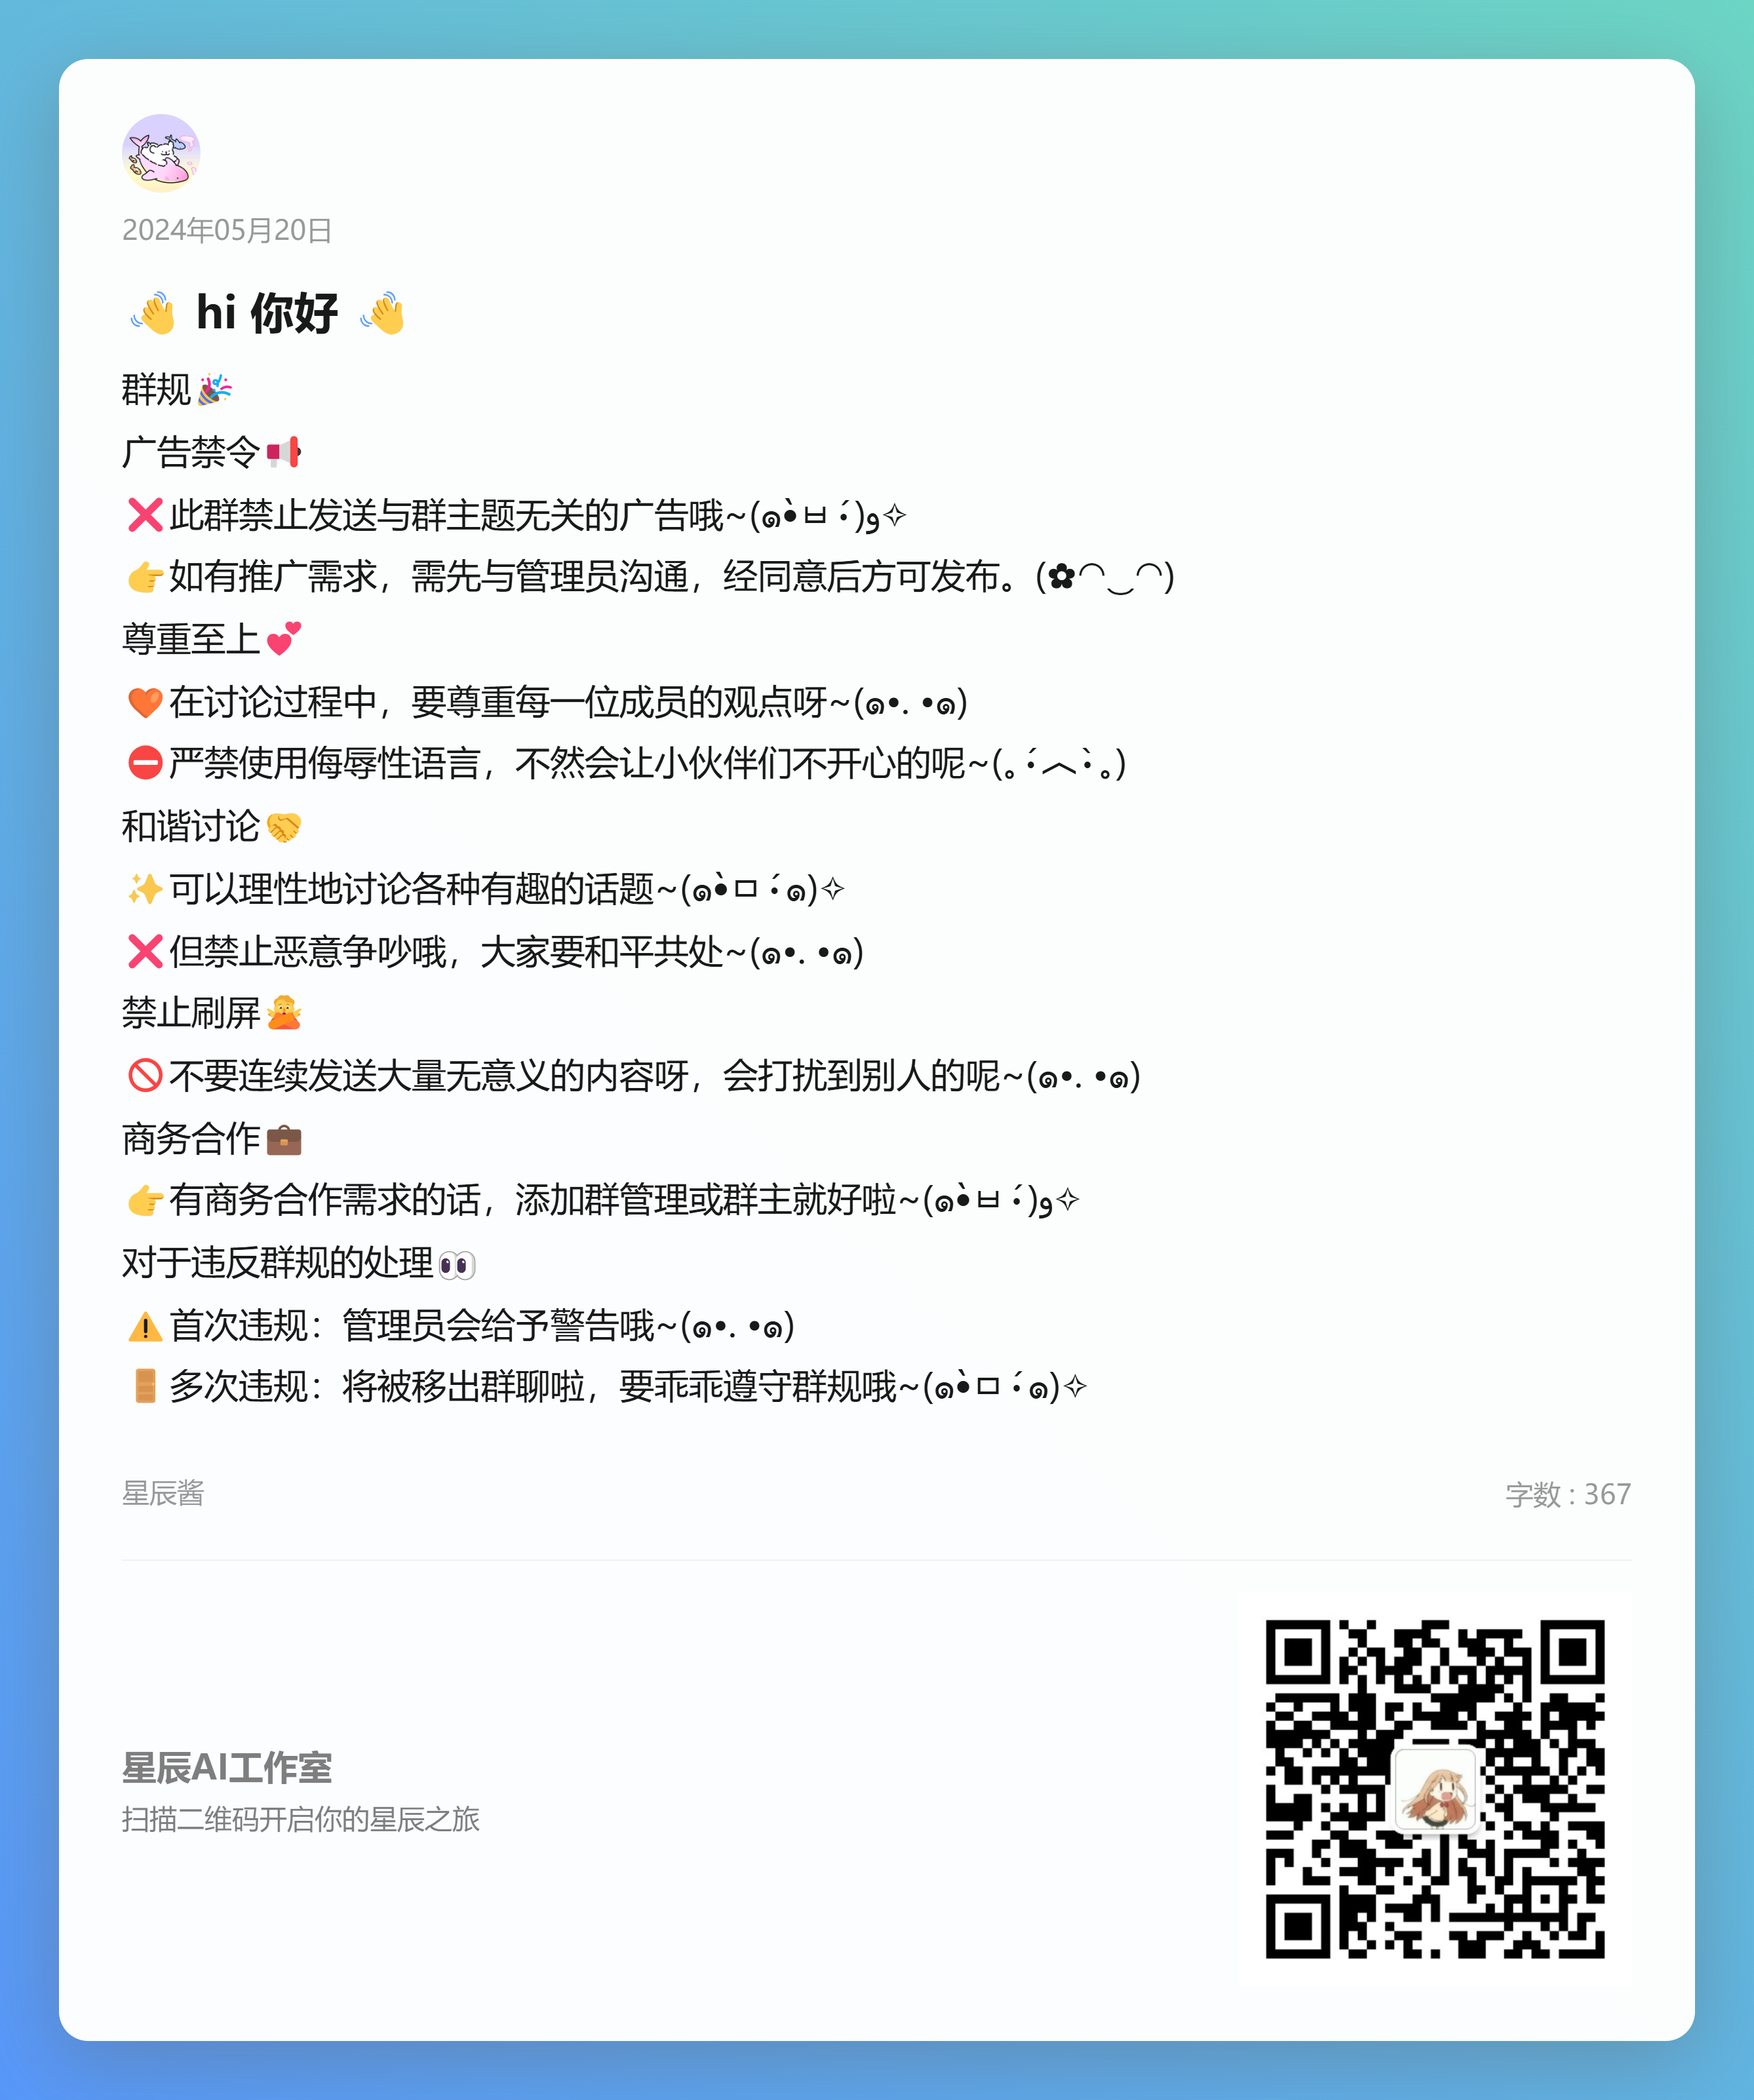 2024年05月20日
👋 hi 你好 👋
群规🎉
广告禁令📢
❌此群禁止发送与群主题无关的广告哦~(๑•̀ㅂ•́)و✧
👉如有推广需求，需先与管理员沟通，经同意后方可发布。(✿◠‿◠)
尊重至上💕
❤️在讨论过程中，要尊重每一位成员的观点呀~(๑•. •๑)
⛔严禁使用侮辱性语言，不然会让小伙伴们不开心的呢~(｡•́︿•̀｡)
和谐讨论🤝
✨可以理性地讨论各种有趣的话题~(๑•̀ㅁ•́๑)✧
❌但禁止恶意争吵哦，大家要和平共处~(๑•. •๑)
禁止刷屏🙅
🚫不要连续发送大量无意义的内容呀，会打扰到别人的呢~(๑•. •๑)
商务合作💼
👉有商务合作需求的话，添加群管理或群主就好啦~(๑•̀ㅂ•́)و✧
对于违反群规的处理👀
⚠️首次违规：管理员会给予警告哦~(๑•. •๑)
🚪多次违规：将被移出群聊啦，要乖乖遵守群规哦~(๑•̀ㅁ•́๑)✧
星辰酱
字数 : 367
星辰AI工作室
扫描二维码开启你的星辰之旅